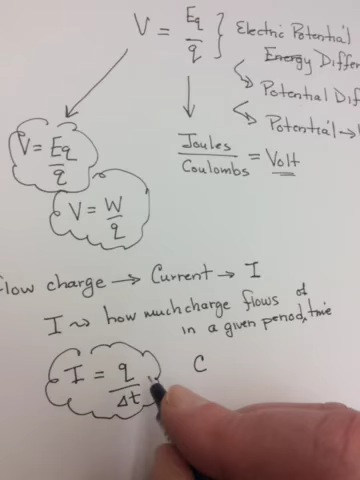 V = Eq/q } Electric Potential
Energy Differ
↳ Potential Dif
↳ Potential →
Joules/Coulombs = Volt
V = Eq/q
V = W/q
Flow charge → Current → I
I ~> how much charge flows
in a given period of time
I = q/Δt
C